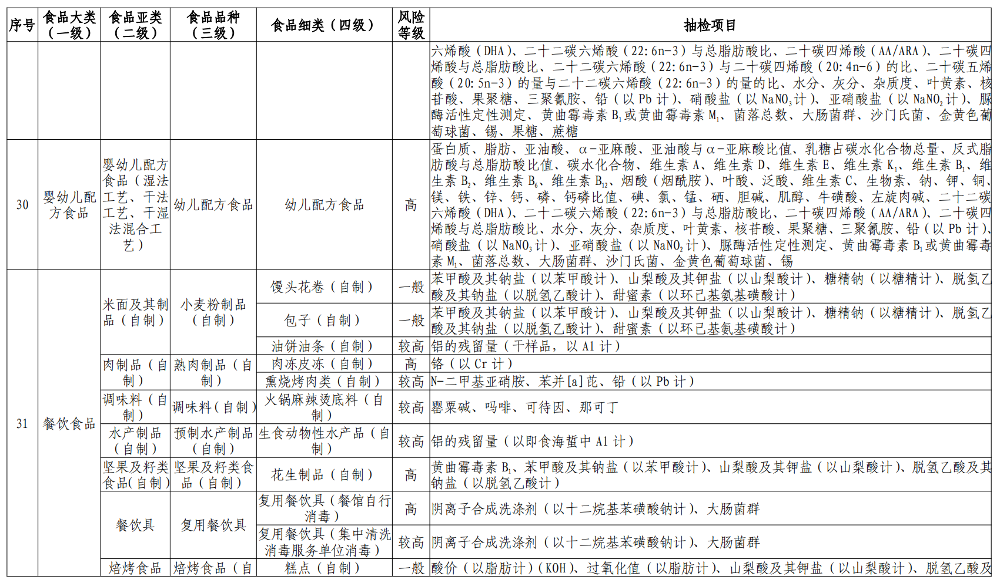 序号
食品大类
（一级）
食品亚类
（二级）
食品品种
（三级）
食品细类（四级）
风险
等级
抽检项目
六烯酸（DHA）、二十二碳六烯酸（22:6n-3）与总脂肪酸比、二十碳四烯酸（AA/ARA）、二十碳四
烯酸与总脂肪酸比、二十二碳六烯酸（22:6n-3）与二十碳四烯酸（20:4n-6）的比、二十碳五烯
酸（20:5n-3）的量与二十二碳六烯酸（22:6n-3）的量的比、水分、灰分、杂质度、叶黄素、核
苷酸、果聚糖、三聚氰胺、铅（以 Pb 计）、硝酸盐（以 NaNO₃计）、亚硝酸盐（以 NaNO₂计）、脲
酶活性定性测定、黄曲霉毒素 B₁或黄曲霉毒素 M₁、菌落总数、大肠菌群、沙门氏菌、金黄色葡
萄球菌、锡、果糖、蔗糖
30
婴幼儿配
方食品
婴幼儿配方
食品（湿法
工艺、干法
工艺、干湿
法混合工
艺）
幼儿配方食品
幼儿配方食品
高
蛋白质、脂肪、亚油酸、α-亚麻酸、亚油酸与α-亚麻酸比值、乳糖占碳水化合物总量、反式脂
肪酸与总脂肪酸比值、碳水化合物、维生素 A、维生素 D、维生素 E、维生素 K₁、维生素 B₁、维
生素 B₂、维生素 B₆、维生素 B₁₂、烟酸（烟酰胺）、叶酸、泛酸、维生素 C、生物素、钠、钾、铜、
镁、铁、锌、钙、磷、钙磷比值、碘、氯、锰、硒、胆碱、肌醇、牛磺酸、左旋肉碱、二十二碳
六烯酸（DHA）、二十二碳六烯酸（22:6n-3）与总脂肪酸比、二十碳四烯酸（AA/ARA）、二十碳四
烯酸与总脂肪酸比、水分、灰分、杂质度、叶黄素、核苷酸、果聚糖、三聚氰胺、铅（以 Pb 计）、
硝酸盐（以 NaNO₃计）、亚硝酸盐（以 NaNO₂计）、脲酶活性定性测定、黄曲霉毒素 B₁或黄曲霉毒
素 M₁、菌落总数、大肠菌群、沙门氏菌、金黄色葡萄球菌、锡
31
餐饮食品
米面及其制
品（自制）
小麦粉制品
（自制）
馒头花卷（自制）
一般
苯甲酸及其钠盐（以苯甲酸计）、山梨酸及其钾盐（以山梨酸计）、糖精钠（以糖精计）、脱氢乙
酸及其钠盐（以脱氢乙酸计）、甜蜜素（以环己基氨基磺酸计）
包子（自制）
一般
苯甲酸及其钠盐（以苯甲酸计）、山梨酸及其钾盐（以山梨酸计）、糖精钠（以糖精计）、脱氢乙
酸及其钠盐（以脱氢乙酸计）、甜蜜素（以环己基氨基磺酸计）
油饼油条（自制）
较高
铝的残留量（干样品，以 Al 计）
肉制品（自
制）
熟肉制品（自
制）
肉冻皮冻（自制）
高
铬（以 Cr 计）
熏烧烤肉类（自制）
较高
N-二甲基亚硝胺、苯并[a]芘、铅（以 Pb 计）
调味料（自
制）
调味料（自制）
火锅麻辣烫底料（自
制）
较高
罂粟碱、吗啡、可待因、那可丁
水产制品
（自制）
预制水产制品
（自制）
生食动物性水产品（自
制）
较高
铝的残留量（以即食海蜇中 Al 计）
坚果及籽类
食品（自制）
坚果及籽类食
品（自制）
花生制品（自制）
高
黄曲霉毒素 B₁、苯甲酸及其钠盐（以苯甲酸计）、山梨酸及其钾盐（以山梨酸计）、脱氢乙酸及其
钠盐（以脱氢乙酸计）
餐饮具
复用餐饮具
复用餐饮具（餐馆自行
消毒）
高
阴离子合成洗涤剂（以十二烷基苯磺酸钠计）、大肠菌群
复用餐饮具（集中清洗
消毒服务单位消毒）
较高
阴离子合成洗涤剂（以十二烷基苯磺酸钠计）、大肠菌群
焙烤食品
焙烤食品（自
糕点（自制）
一般
酸价（以脂肪计）（KOH）、过氧化值（以脂肪计）、山梨酸及其钾盐（以山梨酸计）、脱氢乙酸及